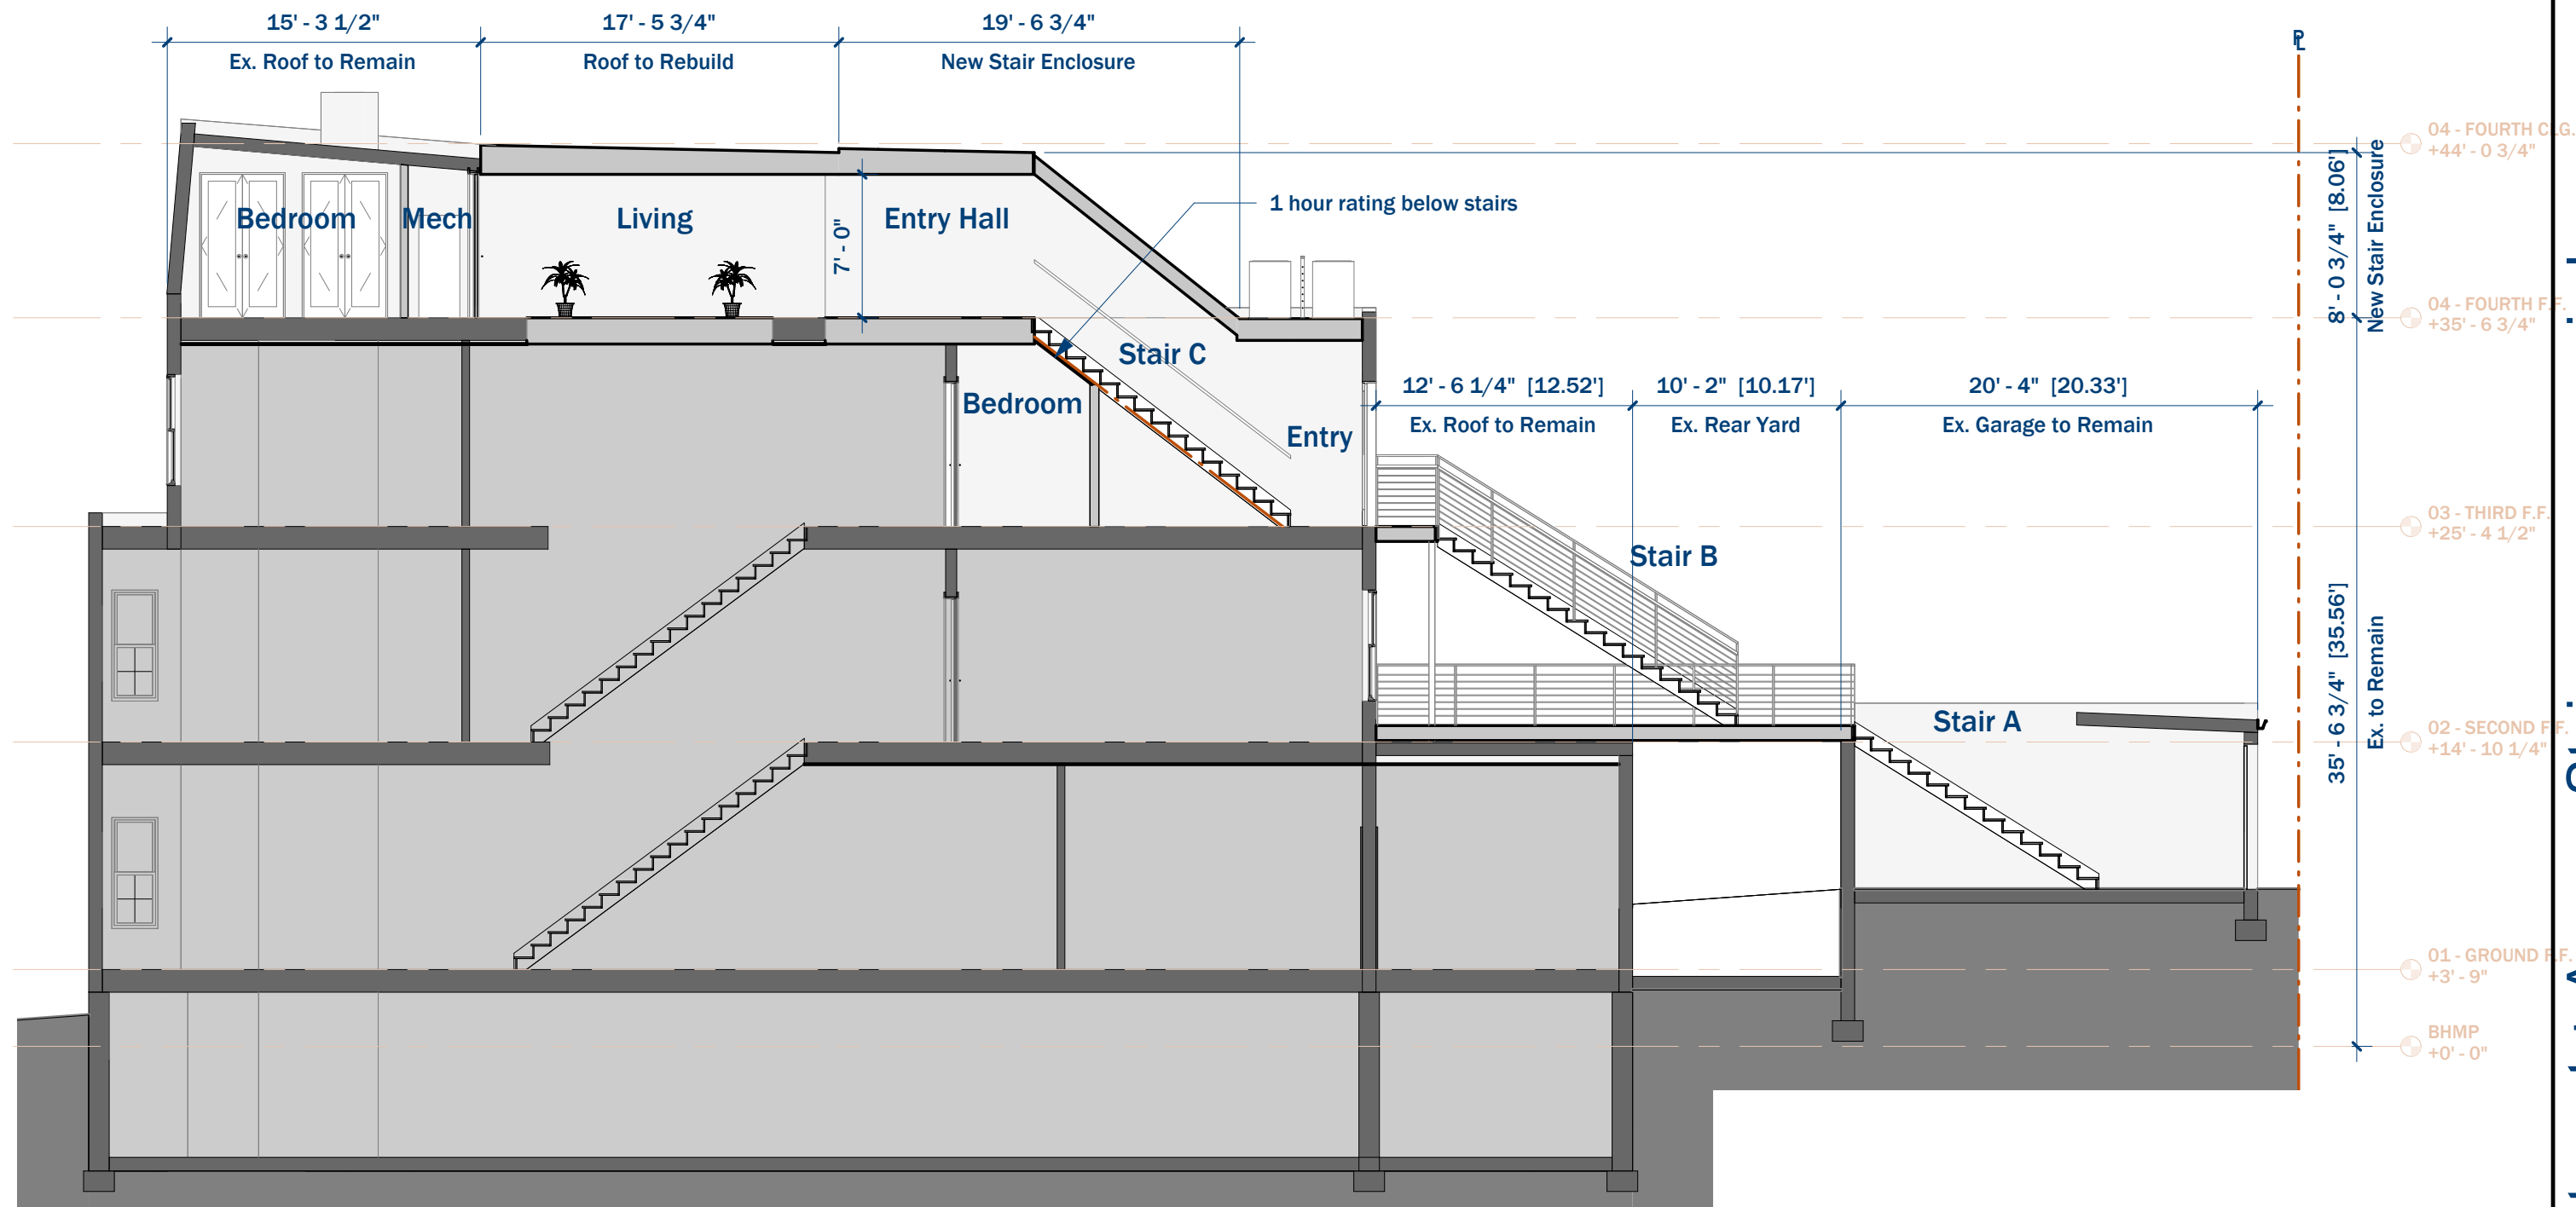 15' - 3 1/2"
Ex. Roof to Remain
17' - 5 3/4"
Roof to Rebuild
19' - 6 3/4"
New Stair Enclosure
PL
04 - FOURTH CLG.
+44' - 0 3/4"
8' - 0 3/4" [8.06']
New Stair Enclosure
1 hour rating below stairs
Bedroom
Mech
Living
7' - 0"
Entry Hall
04 - FOURTH F.F.
+35' - 6 3/4"
Stair C
Bedroom
Entry
12' - 6 1/4" [12.52']
Ex. Roof to Remain
10' - 2" [10.17']
Ex. Rear Yard
20' - 4" [20.33']
Ex. Garage to Remain
03 - THIRD F.F.
+25' - 4 1/2"
Stair B
35' - 6 3/4" [35.56']
Ex. to Remain
Stair A
02 - SECOND F.F.
+14' - 10 1/4"
01 - GROUND F.F.
+3' - 9"
BHMP
+0' - 0"